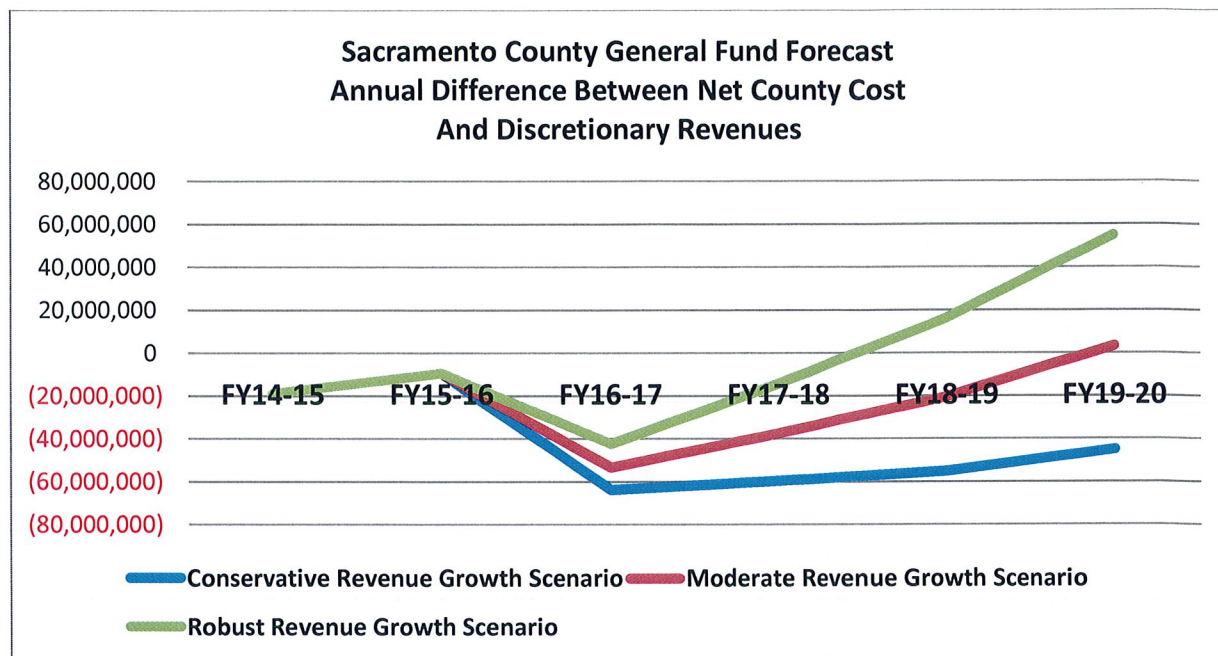 Sacramento County General Fund Forecast
Annual Difference Between Net County Cost
And Discretionary Revenues
80,000,000
60,000,000
40,000,000
20,000,000
0
(20,000,000)
(40,000,000)
(60,000,000)
(80,000,000)
FY14-15 FY15-16 FY16-17 FY17-18 FY18-19 FY19-20
Conservative Revenue Growth Scenario Moderate Revenue Growth Scenario
Robust Revenue Growth Scenario